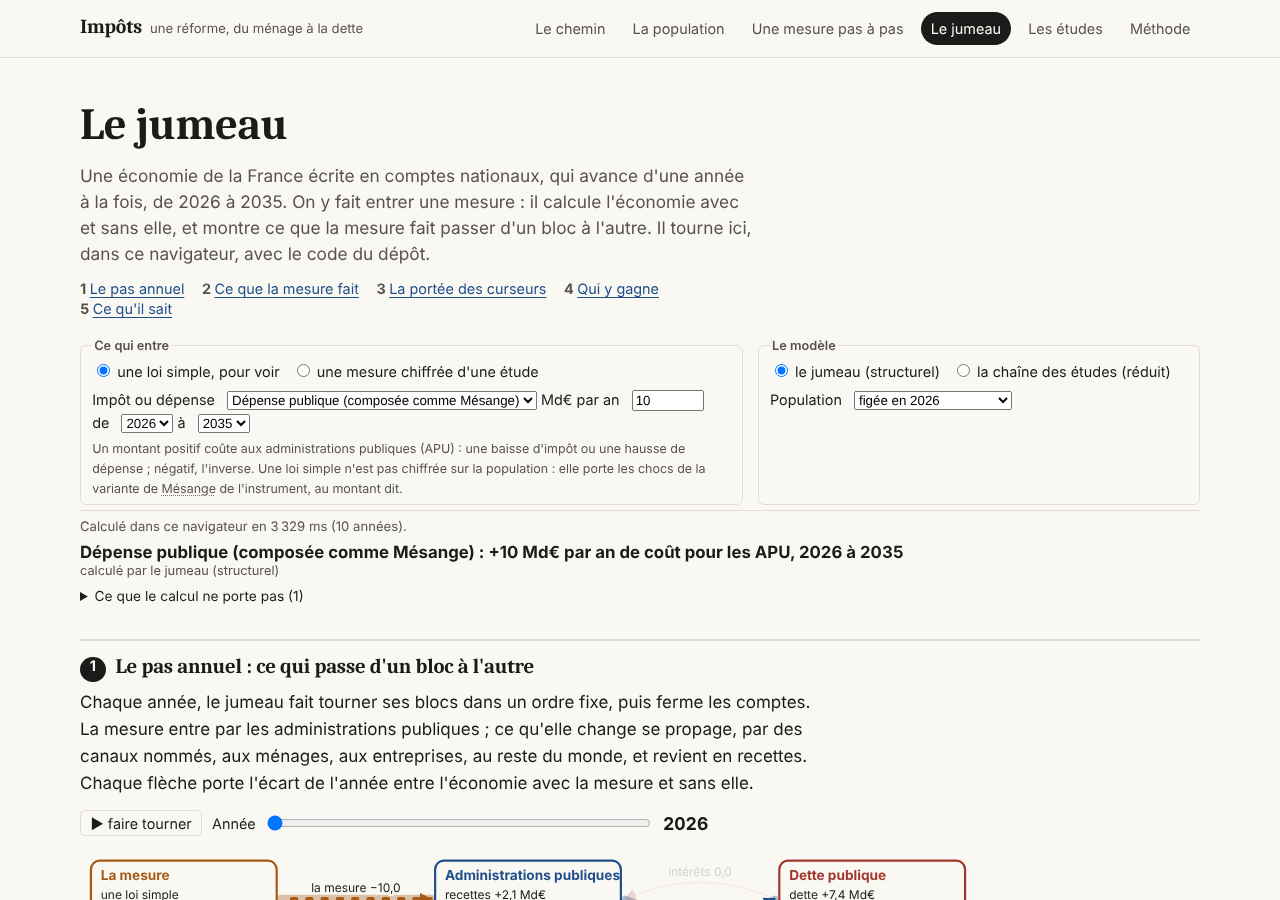 Impôts une réforme, du ménage à la dette
Le chemin La population Une mesure pas à pas Le jumeau Les études Méthode
Le jumeau
Une économie de la France écrite en comptes nationaux, qui avance d'une année
à la fois, de 2026 à 2035. On y fait entrer une mesure : il calcule l'économie avec
et sans elle, et montre ce que la mesure fait passer d'un bloc à l'autre. Il tourne ici,
dans ce navigateur, avec le code du dépôt.
1 Le pas annuel 2 Ce que la mesure fait 3 La portée des curseurs 4 Qui y gagne
5 Ce qu'il sait
Ce qui entre
une loi simple, pour voir une mesure chiffrée d'une étude
Impôt ou dépense Dépense publique (composée comme Mésange) Md€ par an 10
de 2026 à 2035
Un montant positif coûte aux administrations publiques (APU) : une baisse d'impôt ou une hausse de
dépense ; négatif, l'inverse. Une loi simple n'est pas chiffrée sur la population : elle porte les chocs de la
variante de Mésange de l'instrument, au montant dit.
Le modèle
le jumeau (structurel) la chaîne des études (réduit)
Population figée en 2026
Calculé dans ce navigateur en 3 329 ms (10 années).
Dépense publique (composée comme Mésange) : +10 Md€ par an de coût pour les APU, 2026 à 2035
calculé par le jumeau (structurel)
▶ Ce que le calcul ne porte pas (1)
1 Le pas annuel : ce qui passe d'un bloc à l'autre
Chaque année, le jumeau fait tourner ses blocs dans un ordre fixe, puis ferme les comptes.
La mesure entre par les administrations publiques ; ce qu'elle change se propage, par des
canaux nommés, aux ménages, aux entreprises, au reste du monde, et revient en recettes.
Chaque flèche porte l'écart de l'année entre l'économie avec la mesure et sans elle.
▶ faire tourner Année 2026
La mesure
une loi simple
la mesure −10,0
Administrations publiques
recettes +2,1 Md€
intérêts 0,0
Dette publique
dette +7,4 Md€